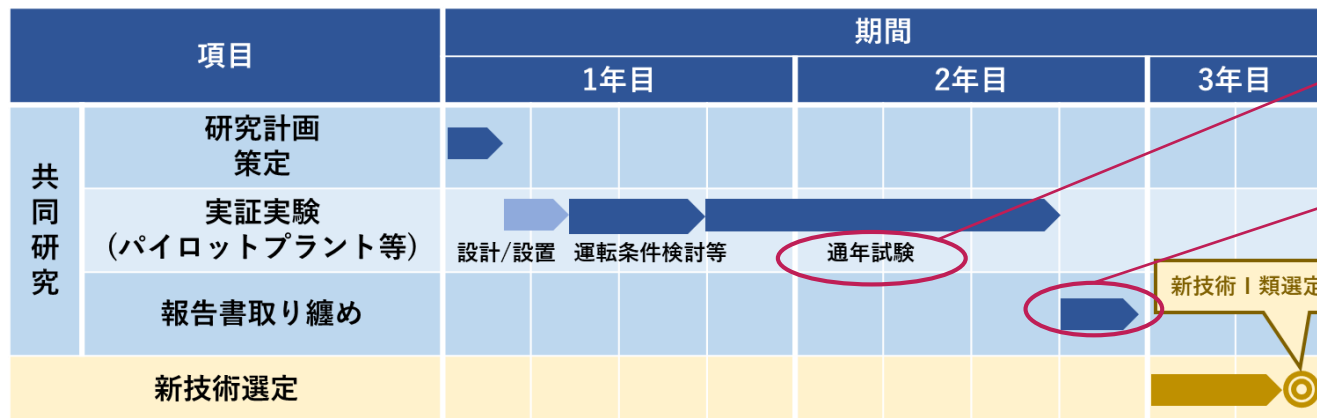 項目
期間
1年目
2年目
3年目
共同研究
研究計画
策定
実証実験
(パイロットプラント等)
設計/設置
運転条件検討等
通年試験
報告書取り纏め
新技術Ⅰ類選定
新技術選定